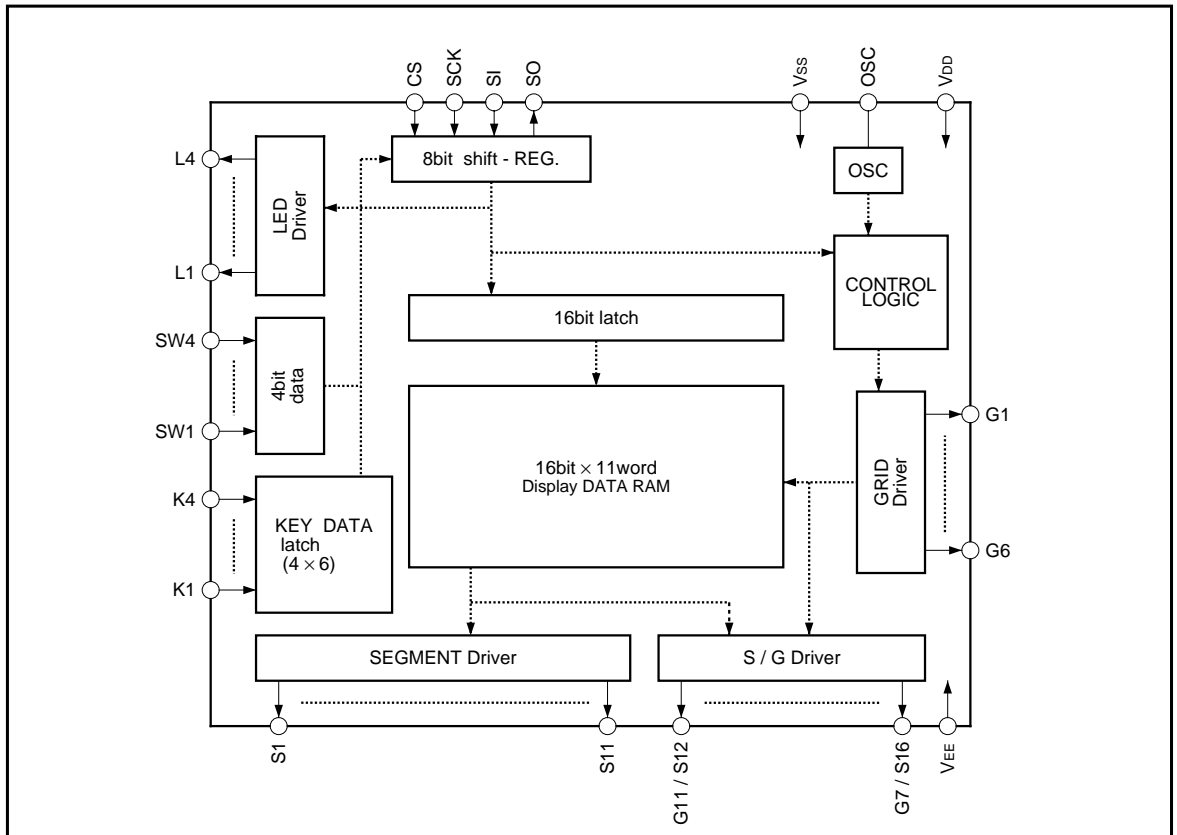 CS
SCK
SI
SO
VSS
OSC
VDD
L4
L1
LED
Driver
8bit shift - REG.
OSC
CONTROL
LOGIC
16bit latch
SW4
SW1
4bit
data
16bit × 11word
Display DATA RAM
GRID
Driver
G1
G6
K4
K1
KEY DATA
latch
(4 × 6)
SEGMENT Driver
S / G Driver
S1
S11
G11 / S12
G7 / S16
VEE